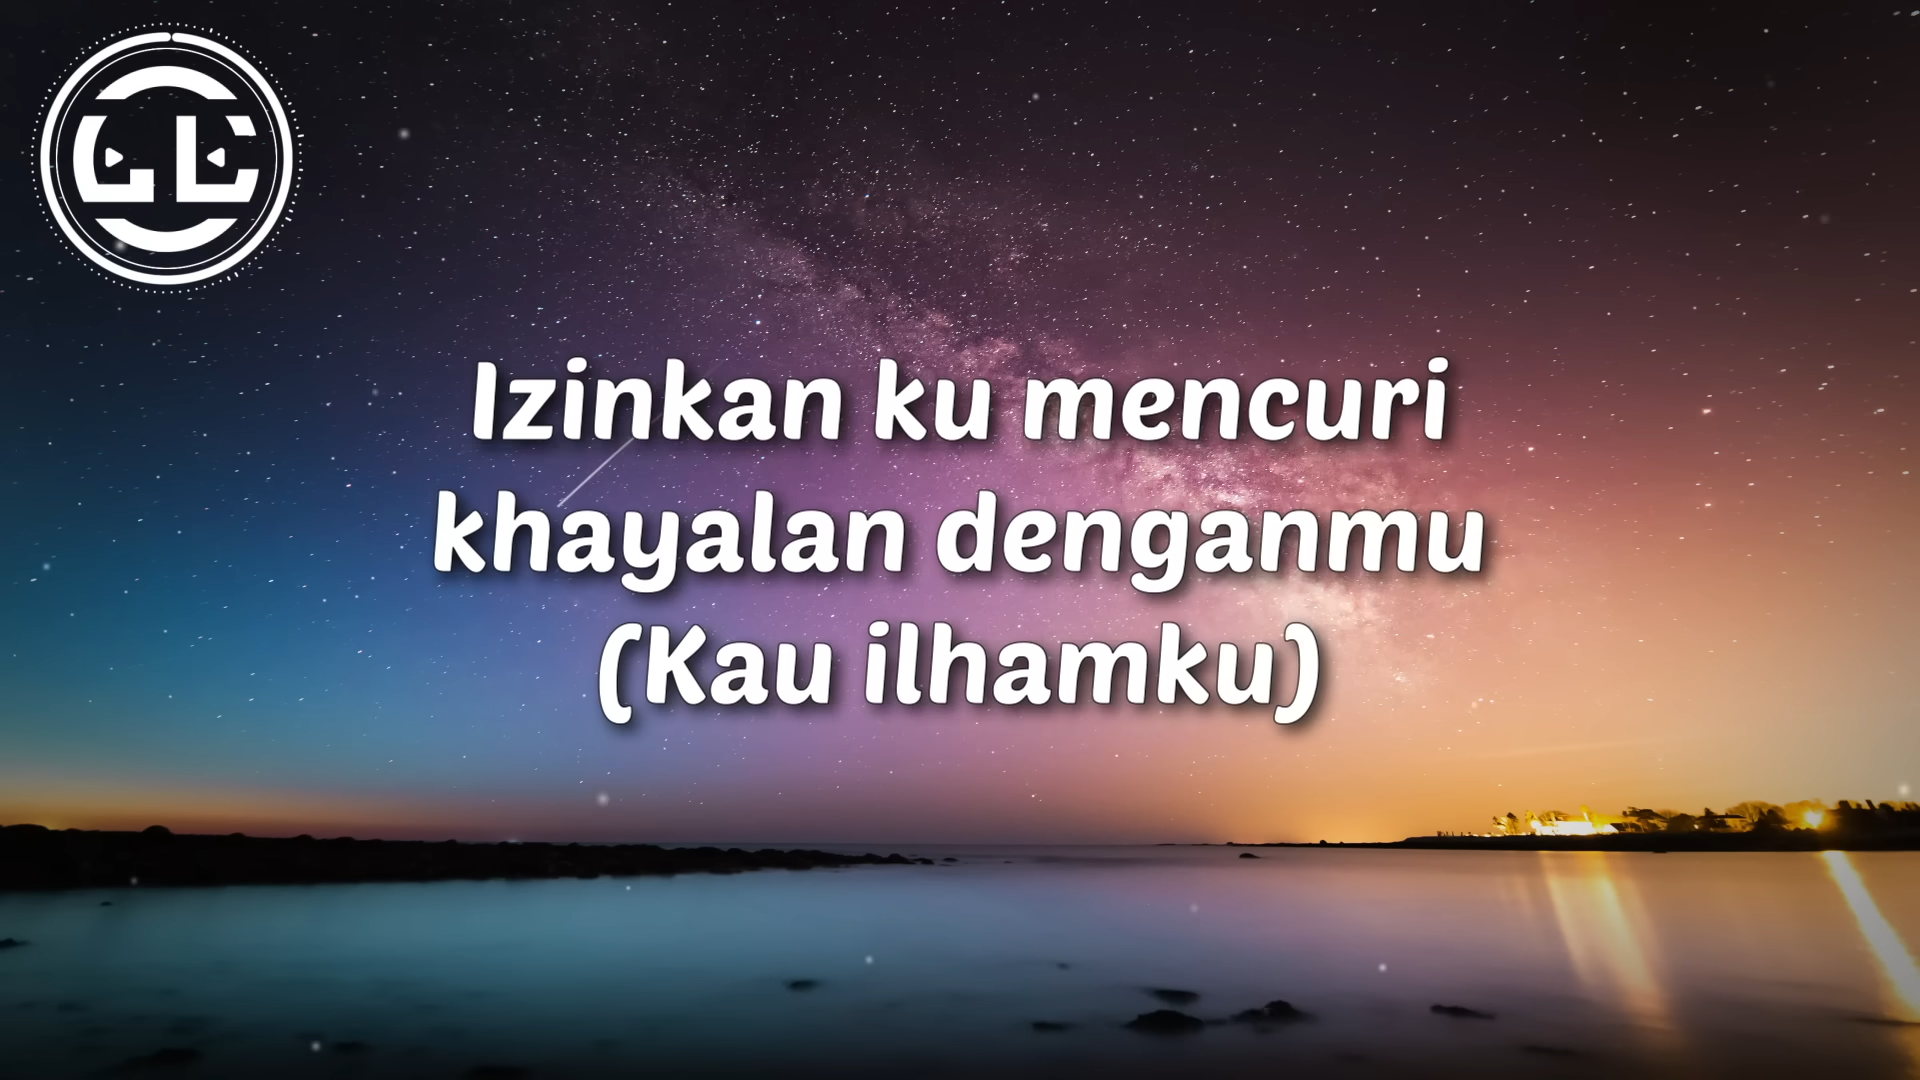 Izinkan ku mencuri
khayalan denganmu
(Kau ilhamku)